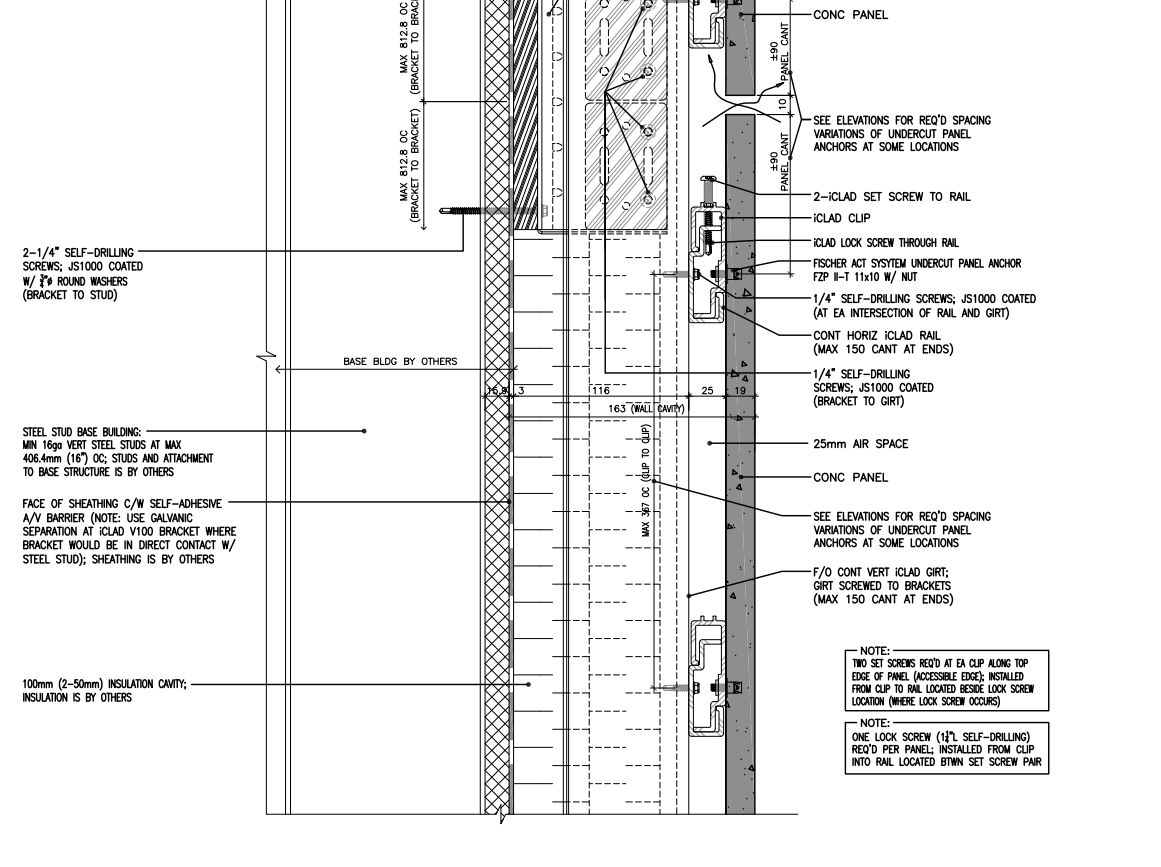 MAX 812.8 OC
(BRACKET TO BRACKET)
MAX 812.8 OC
(BRACKET TO BRACKET)
2-1/4" SELF-DRILLING
SCREWS; JS1000 COATED
W/ ROUND WASHERS
(BRACKET TO STUD)
BASE BLDG BY OTHERS
STEEL STUD BASE BUILDING:
MIN 16ga VERT STEEL STUDS AT MAX
406.4mm (16") OC; STUDS AND ATTACHMENT
TO BASE STRUCTURE IS BY OTHERS
FACE OF SHEATHING C/W SELF-ADHESIVE
A/V BARRIER (NOTE: USE GALVANIC
SEPARATION AT iCLAD V100 BRACKET WHERE
BRACKET WOULD BE IN DIRECT CONTACT W/
STEEL STUD); SHEATHING IS BY OTHERS
100mm (2-50mm) INSULATION CAVITY;
INSULATION IS BY OTHERS
15.9
3
116
25
19
163 (WALL CAVITY)
MAX 367 OC (CLIP TO CLIP)
±90
PANEL CANT
10
±90
PANEL CANT
CONC PANEL
SEE ELEVATIONS FOR REQ'D SPACING
VARIATIONS OF UNDERCUT PANEL
ANCHORS AT SOME LOCATIONS
2-iCLAD SET SCREW TO RAIL
iCLAD CLIP
iCLAD LOCK SCREW THROUGH RAIL
FISCHER ACT SYSYTEM UNDERCUT PANEL ANCHOR
FZP II-T 11x10 W/ NUT
1/4" SELF-DRILLING SCREWS; JS1000 COATED
(AT EA INTERSECTION OF RAIL AND GIRT)
CONT HORIZ iCLAD RAIL
(MAX 150 CANT AT ENDS)
1/4" SELF-DRILLING
SCREWS; JS1000 COATED
(BRACKET TO GIRT)
25mm AIR SPACE
CONC PANEL
SEE ELEVATIONS FOR REQ'D SPACING
VARIATIONS OF UNDERCUT PANEL
ANCHORS AT SOME LOCATIONS
F/O CONT VERT iCLAD GIRT;
GIRT SCREWED TO BRACKETS
(MAX 150 CANT AT ENDS)
NOTE:
TWO SET SCREWS REQ'D AT EA CLIP ALONG TOP
EDGE OF PANEL (ACCESSIBLE EDGE); INSTALLED
FROM CLIP TO RAIL LOCATED BESIDE LOCK SCREW
LOCATION (WHERE LOCK SCREW OCCURS)
NOTE:
ONE LOCK SCREW SELF-DRILLING)
REQ'D PER PANEL; INSTALLED FROM CLIP
INTO RAIL LOCATED BTWN SET SCREW PAIR